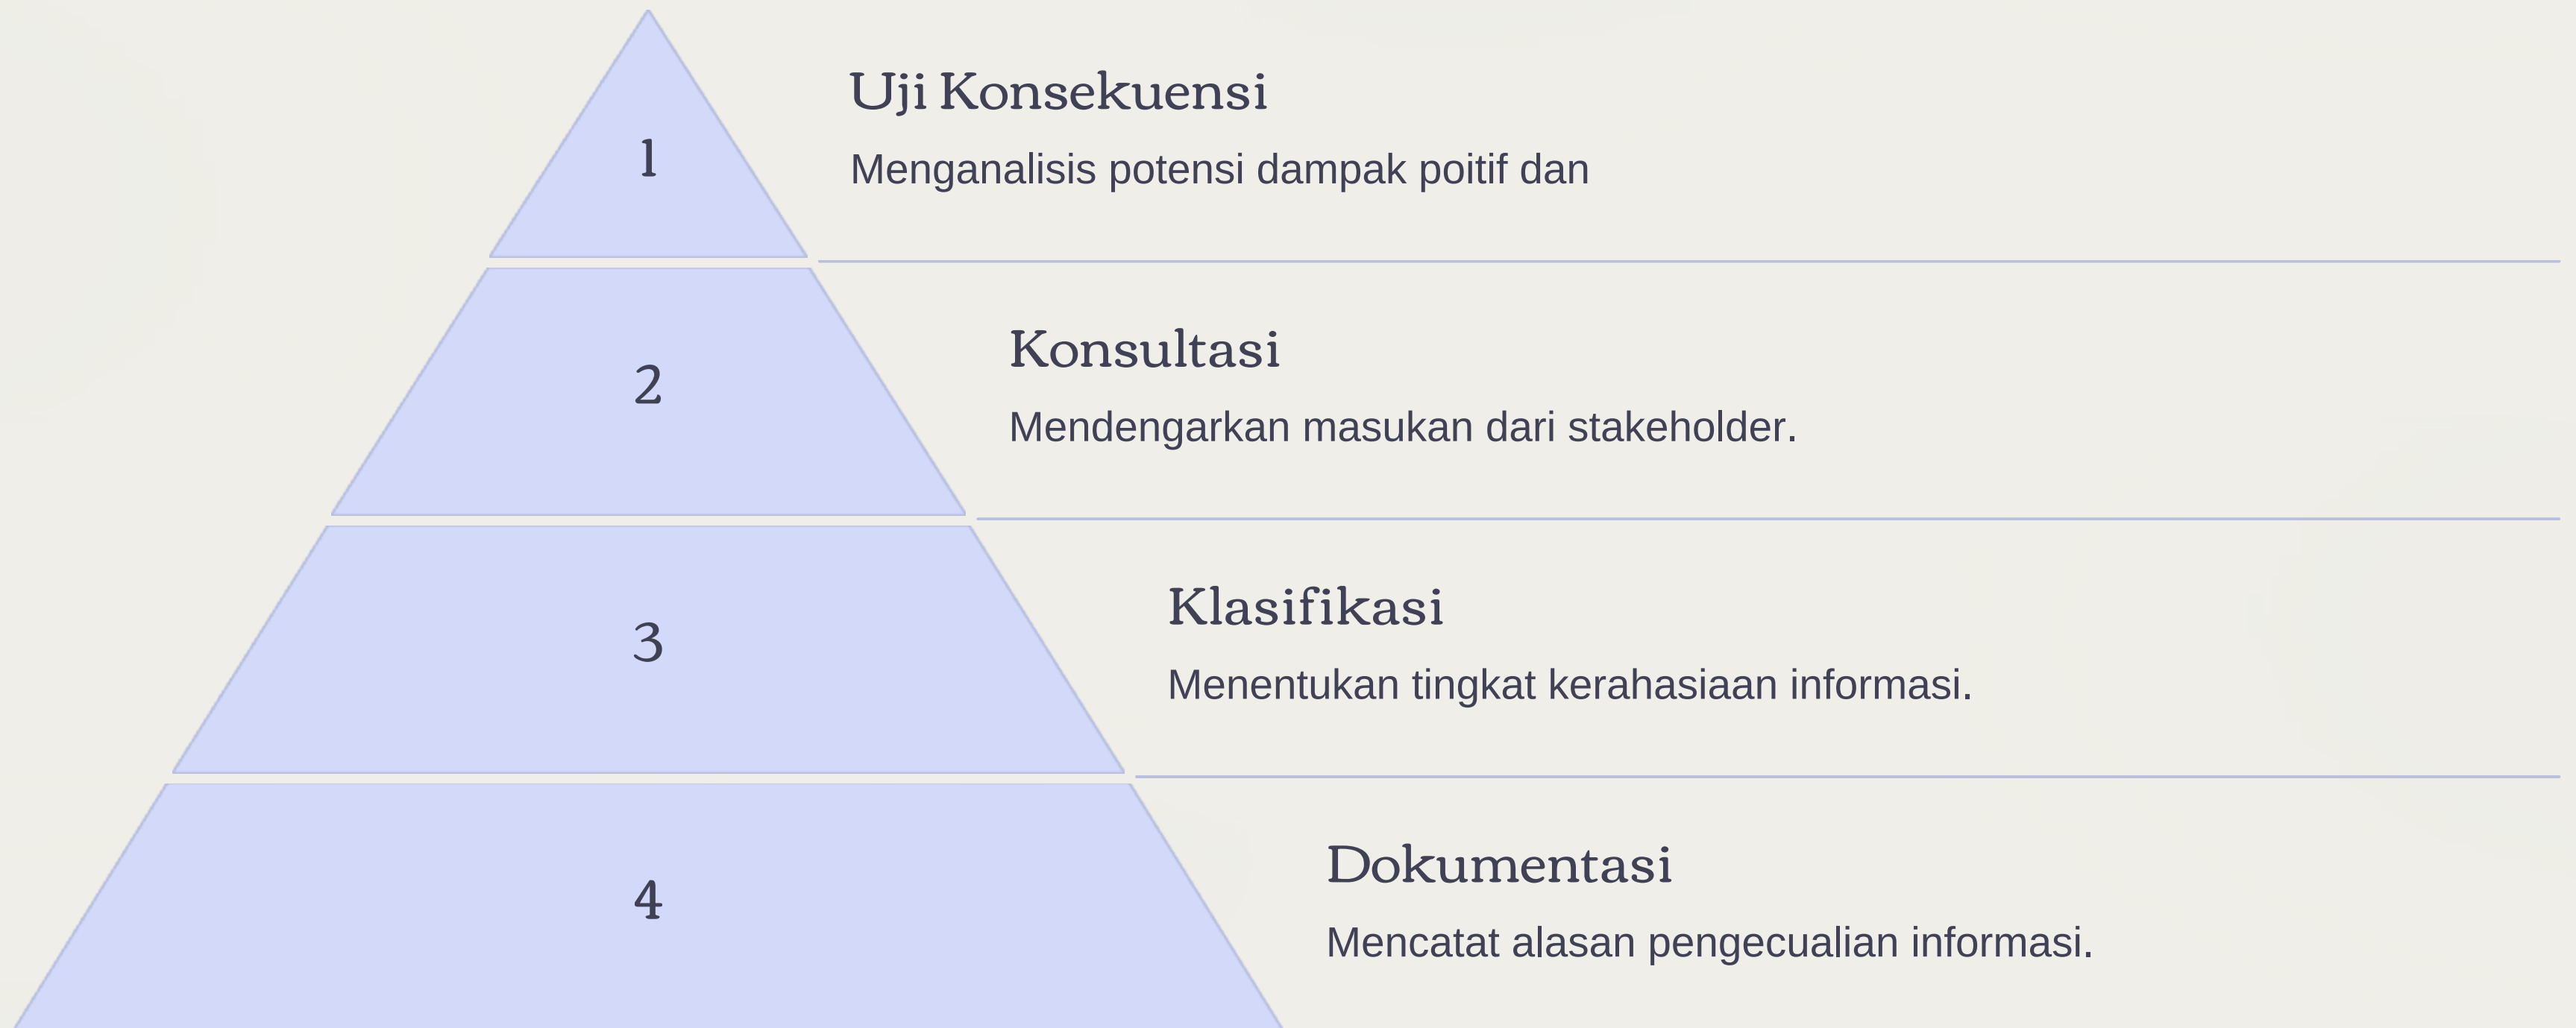 Uji Konsekuensi
1
Menganalisis potensi dampak poitif dan
Konsultasi
2
Mendengarkan masukan dari stakeholder.
Klasifikasi
3
Menentukan tingkat kerahasiaan informasi.
Dokumentasi
4
Mencatat alasan pengecualian informasi.